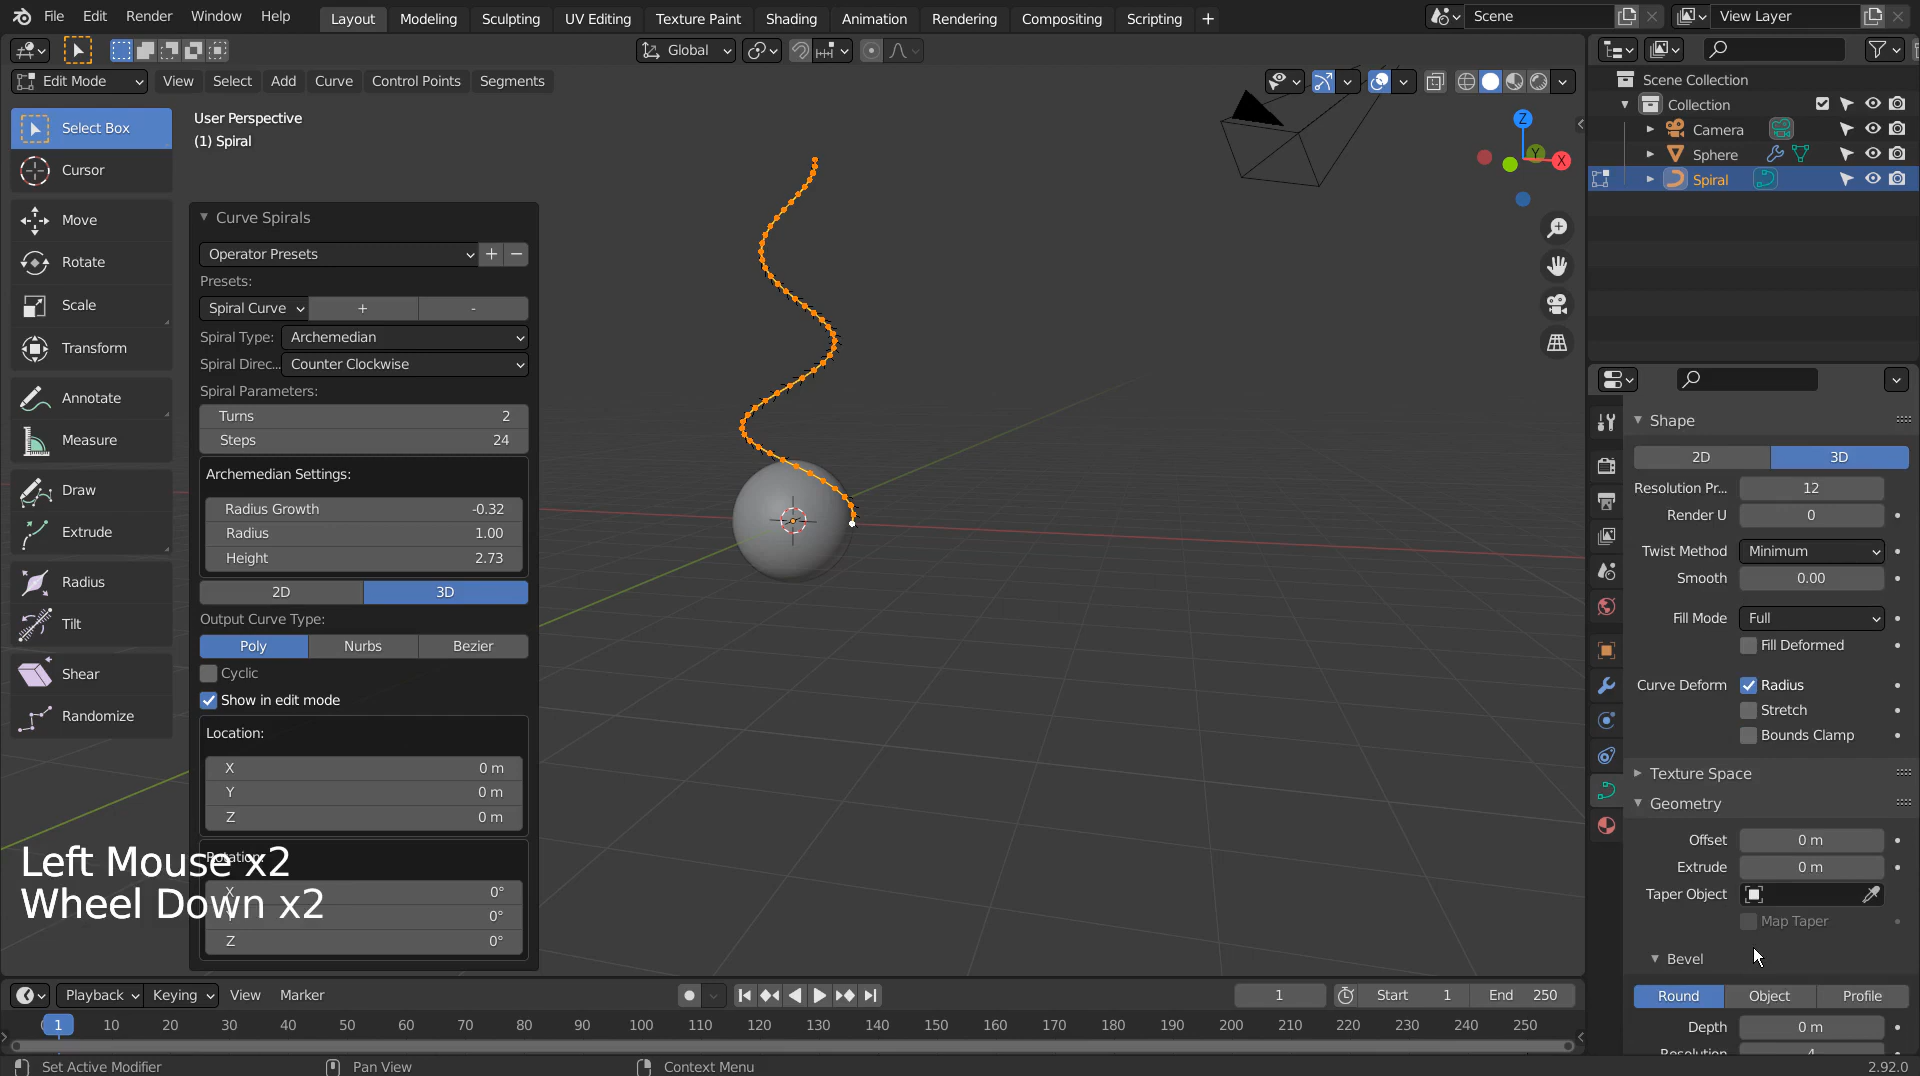 File Edit Render Window Help Layout Modeling Sculpting UV Editing Texture Paint Shading Animation Rendering Compositing Scripting + Scene View Layer
Global
Edit Mode View Select Add Curve Control Points Segments
Scene Collection
Collection
Camera
Sphere
Spiral
User Perspective
(1) Spiral
Z
Y
X
Select Box
Cursor
Move
Rotate
Scale
Transform
Annotate
Measure
Draw
Extrude
Radius
Tilt
Shear
Randomize
Curve Spirals
Operator Presets + −
Presets:
Spiral Curve + -
Spiral Type: Archemedian
Spiral Direc... Counter Clockwise
Spiral Parameters:
Turns 2
Steps 24
Archemedian Settings:
Radius Growth -0.32
Radius 1.00
Height 2.73
2D 3D
Output Curve Type:
Poly Nurbs Bezier
Cyclic
Show in edit mode
Location:
X 0 m
Y 0 m
Z 0 m
Rotation:
X 0°
0°
Z 0°
Left Mouse x2
Wheel Down x2
Shape
2D 3D
Resolution Pr... 12
Render U 0
Twist Method Minimum
Smooth 0.00
Fill Mode Full
Fill Deformed
Curve Deform Radius
Stretch
Bounds Clamp
Texture Space
Geometry
Offset 0 m
Extrude 0 m
Taper Object
Map Taper
Bevel
Round Object Profile
Depth 0 m
Resolution 4
Playback Keying View Marker 1 Start 1 End 250
1 10 20 30 40 50 60 70 80 90 100 110 120 130 140 150 160 170 180 190 200 210 220 230 240 250
Set Active Modifier Pan View Context Menu 2.92.0